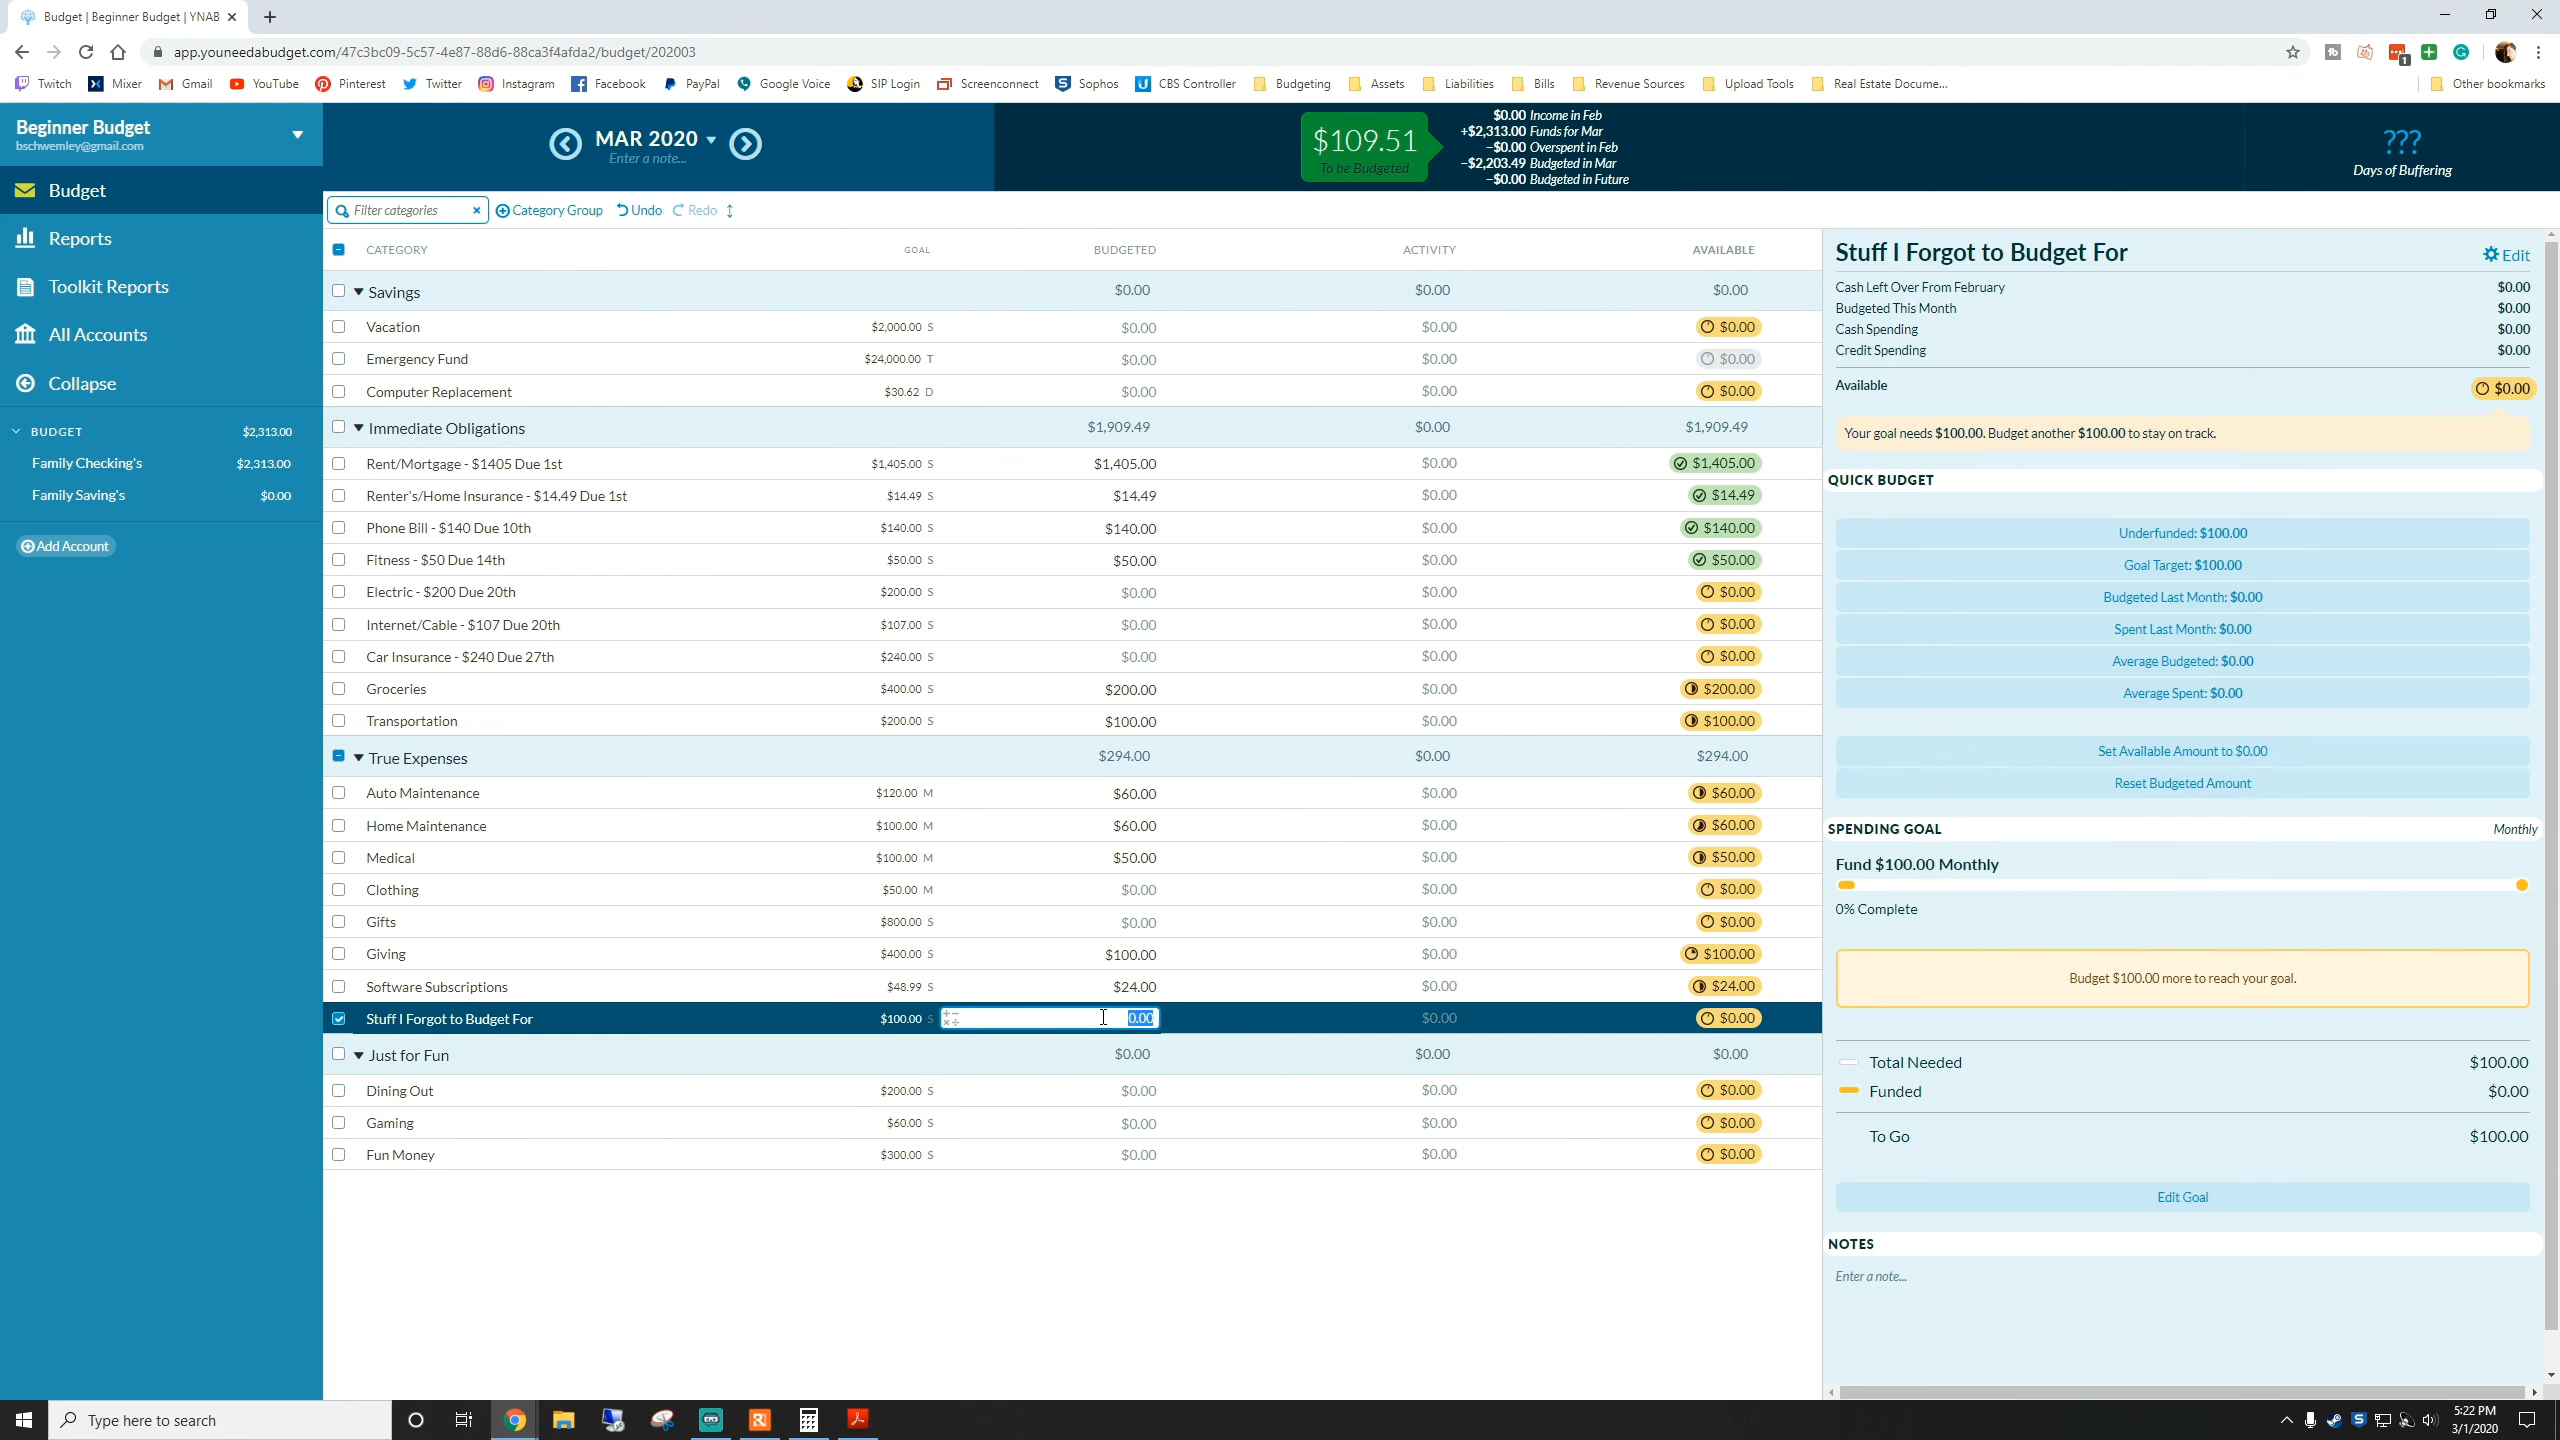 Budget | Beginner Budget | YNAB
app.youneedabudget.com/47c3bc09-5c57-4e87-88d6-88ca3f4afda2/budget/202003
Twitch Mixer Gmail YouTube Pinterest Twitter Instagram Facebook PayPal Google Voice SIP Login Screenconnect Sophos CBS Controller Budgeting Assets Liabilities Bills Revenue Sources Upload Tools Real Estate Docume... Other bookmarks
Beginner Budget
bschwemley@gmail.com
MAR 2020
Enter a note...
$109.51
To be Budgeted
$0.00 Income in Feb
+$2,313.00 Funds for Mar
−$0.00 Overspent in Feb
−$2,203.49 Budgeted in Mar
−$0.00 Budgeted in Future
???
Days of Buffering
Budget
Reports
Toolkit Reports
All Accounts
Collapse
BUDGET $2,313.00
Family Checking's $2,313.00
Family Saving's $0.00
Add Account
Filter categories Category Group Undo Redo
CATEGORY GOAL BUDGETED ACTIVITY AVAILABLE
Savings $0.00 $0.00 $0.00
Vacation $2,000.00 S $0.00 $0.00 $0.00
Emergency Fund $24,000.00 T $0.00 $0.00 $0.00
Computer Replacement $30.62 D $0.00 $0.00 $0.00
Immediate Obligations $1,909.49 $0.00 $1,909.49
Rent/Mortgage - $1405 Due 1st $1,405.00 S $1,405.00 $0.00 $1,405.00
Renter's/Home Insurance - $14.49 Due 1st $14.49 S $14.49 $0.00 $14.49
Phone Bill - $140 Due 10th $140.00 S $140.00 $0.00 $140.00
Fitness - $50 Due 14th $50.00 S $50.00 $0.00 $50.00
Electric - $200 Due 20th $200.00 S $0.00 $0.00 $0.00
Internet/Cable - $107 Due 20th $107.00 S $0.00 $0.00 $0.00
Car Insurance - $240 Due 27th $240.00 S $0.00 $0.00 $0.00
Groceries $400.00 S $200.00 $0.00 $200.00
Transportation $200.00 S $100.00 $0.00 $100.00
True Expenses $294.00 $0.00 $294.00
Auto Maintenance $120.00 M $60.00 $0.00 $60.00
Home Maintenance $100.00 M $60.00 $0.00 $60.00
Medical $100.00 M $50.00 $0.00 $50.00
Clothing $50.00 M $0.00 $0.00 $0.00
Gifts $800.00 S $0.00 $0.00 $0.00
Giving $400.00 S $100.00 $0.00 $100.00
Software Subscriptions $48.99 S $24.00 $0.00 $24.00
Stuff I Forgot to Budget For $100.00 S 0.00 $0.00 $0.00
Just for Fun $0.00 $0.00 $0.00
Dining Out $200.00 S $0.00 $0.00 $0.00
Gaming $60.00 S $0.00 $0.00 $0.00
Fun Money $300.00 S $0.00 $0.00 $0.00
Stuff I Forgot to Budget For Edit
Cash Left Over From February $0.00
Budgeted This Month $0.00
Cash Spending $0.00
Credit Spending $0.00
Available $0.00
Your goal needs $100.00. Budget another $100.00 to stay on track.
QUICK BUDGET
Underfunded: $100.00
Goal Target: $100.00
Budgeted Last Month: $0.00
Spent Last Month: $0.00
Average Budgeted: $0.00
Average Spent: $0.00
Set Available Amount to $0.00
Reset Budgeted Amount
SPENDING GOAL Monthly
Fund $100.00 Monthly
0% Complete
Budget $100.00 more to reach your goal.
Total Needed $100.00
Funded $0.00
To Go $100.00
Edit Goal
NOTES
Enter a note...
Type here to search
5:22 PM
3/1/2020